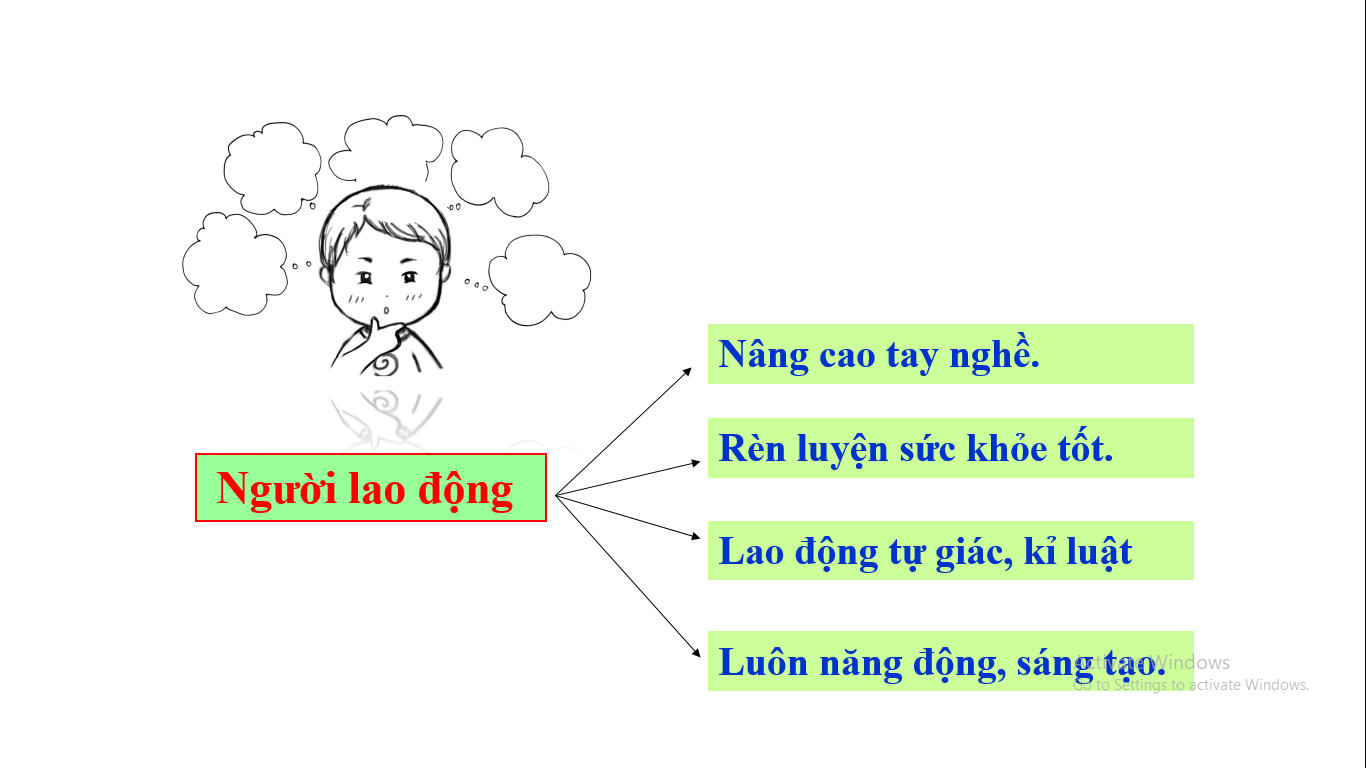 Nâng cao tay nghề.
Rèn luyện sức khỏe tốt.
Người lao động
Lao động tự giác, kỉ luật
Luôn năng động, sáng tạo.
Activate Windows
Go to Settings to activate Windows.